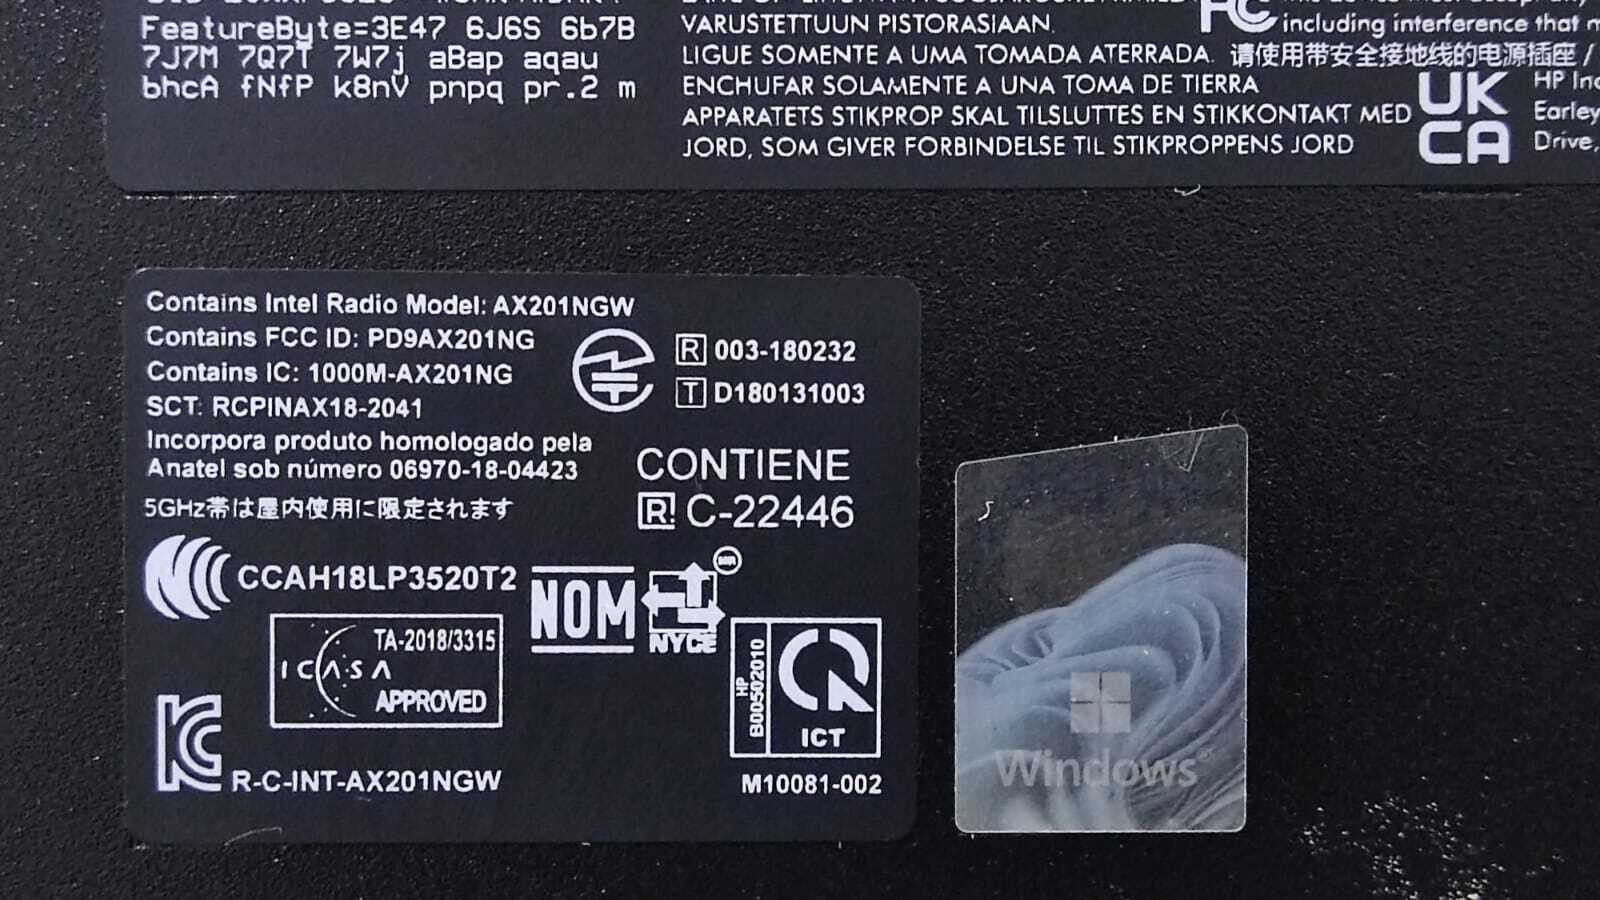 FeatureByte=3E47 6J6S 6b7B
7J7M 7Q7T 7W7j aBap aqau
bhcA fNfP k8nV pnpq pr.2 m
VARUSTETTUUN PISTORASIAAN.
LIGUE SOMENTE A UMA TOMADA ATERRADA. 请使用带安全接地线的电源插座 /
ENCHUFAR SOLAMENTE A UNA TOMA DE TIERRA
APPARATETS STIKPROP SKAL TILSLUTTES EN STIKKONTAKT MED
JORD, SOM GIVER FORBINDELSE TIL STIKPROPPENS JORD
FC
including interference that
UK
CA
HP Inc
Earley
Drive,
Contains Intel Radio Model: AX201NGW
Contains FCC ID: PD9AX201NG
Contains IC: 1000M-AX201NG
SCT: RCPINAX18-2041
Incorpora produto homologado pela
Anatel sob número 06970-18-04423
5GHz帯は屋内使用に限定されます
R 003-180232
T D180131003
CONTIENE
R! C-22446
CCAH18LP3520T2
NOM
NYCE
MR
TA-2018/3315
ICASA
APPROVED
HP
B00502010
ICT
R-C-INT-AX201NGW
M10081-002
Windows